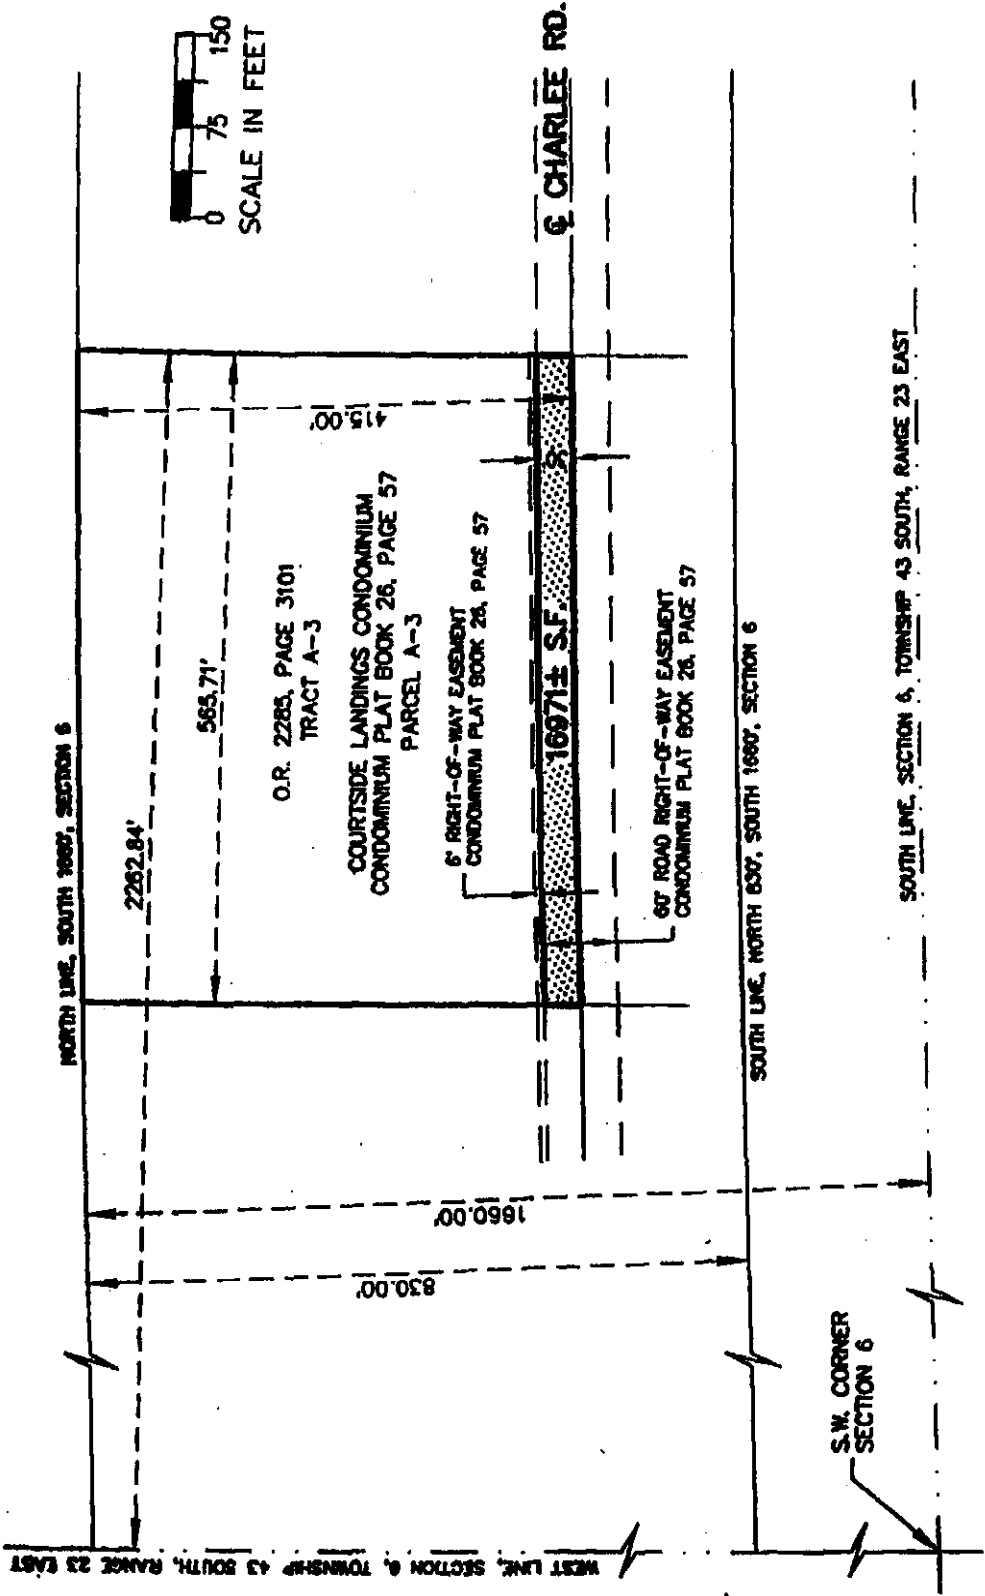 NORTH LINE, SOUTH 1660', SECTION 6
2262.84'
565.71'
O.R. 2285, PAGE 3101
TRACT A-3
COURTSIDE LANDINGS CONDOMINIUM
CONDOMINIUM PLAT BOOK 26, PAGE 57
PARCEL A-3
415.00'
6' RIGHT-OF-WAY EASEMENT
CONDOMINIUM PLAT BOOK 26, PAGE 57
16971± S.F.
60' ROAD RIGHT-OF-WAY EASEMENT
CONDOMINIUM PLAT BOOK 26, PAGE 57
℄ CHARLEE RD.
0 75 150
SCALE IN FEET
830.00'
1660.00'
SOUTH LINE, NORTH 830', SOUTH 1660', SECTION 6
SOUTH LINE, SECTION 6, TOWNSHIP 43 SOUTH, RANGE 23 EAST
S.W. CORNER
SECTION 6
WEST LINE, SECTION 6, TOWNSHIP 43 SOUTH, RANGE 23 EAST